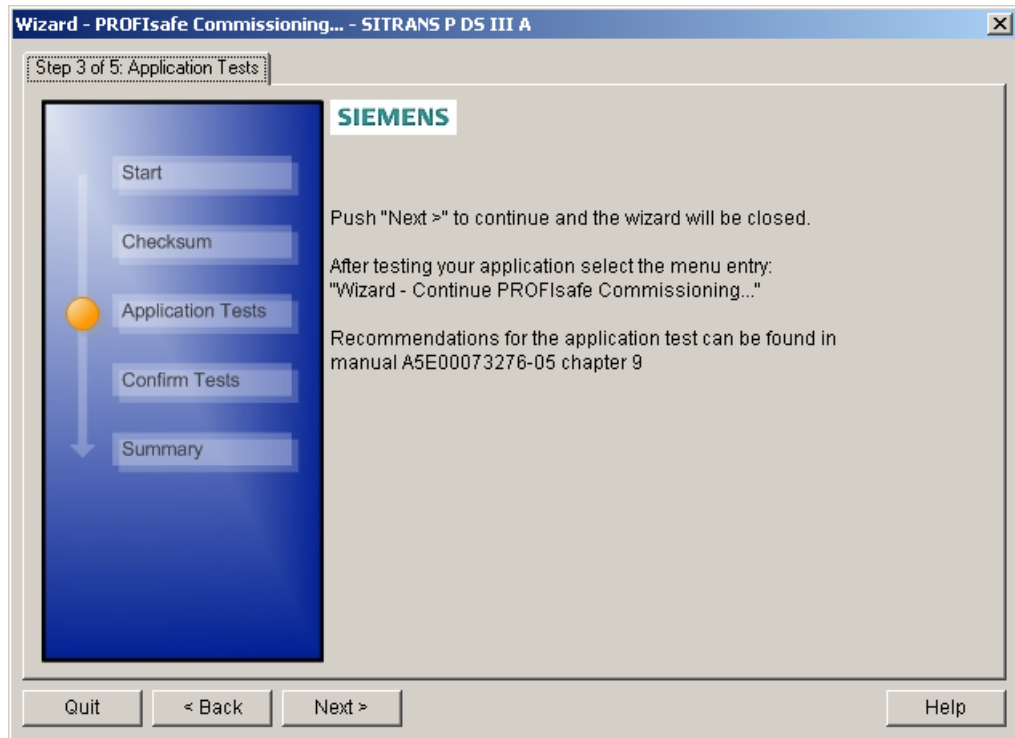 Wizard - PROFIsafe Commissioning... - SITRANS P DS III A
Step 3 of 5: Application Tests
SIEMENS
Start
Checksum
Application Tests
Confirm Tests
Summary
Push "Next >" to continue and the wizard will be closed.
After testing your application select the menu entry:
"Wizard - Continue PROFIsafe Commissioning..."
Recommendations for the application test can be found in
manual A5E00073276-05 chapter 9
Quit
< Back
Next >
Help